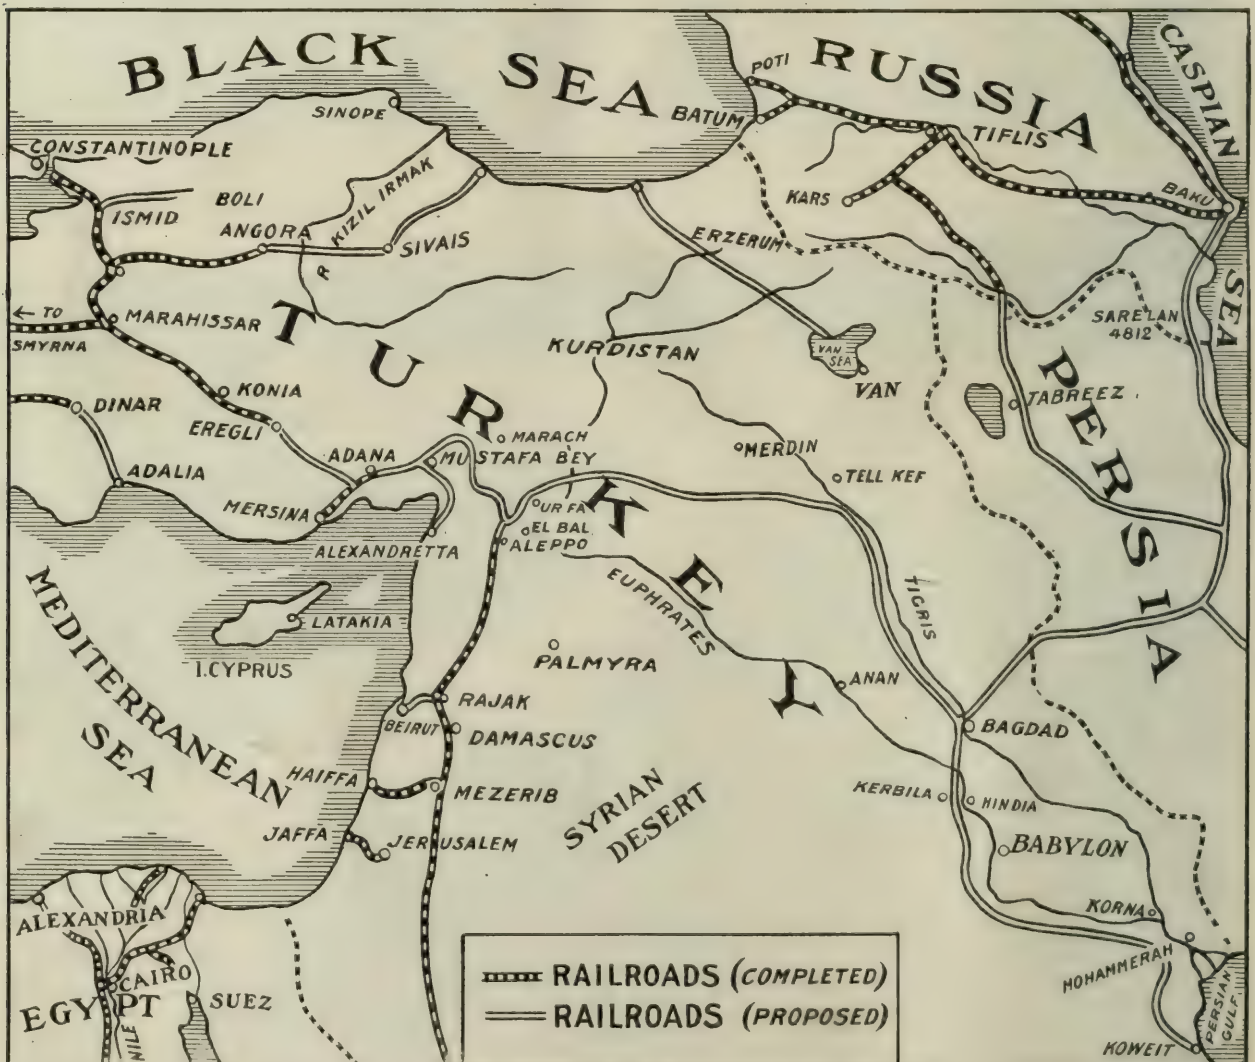 BLACK SEA
RUSSIA
CASPIAN SEA
POTI
BATUM
TIFLIS
SINOPE
CONSTANTINOPLE
KARS
BAKU
BOLI
ISMID
R KIZIL IRMAK
ANGORA
SIVAIS
ERZERUM
← TO
SMYRNA
MARAHISSAR
SARELAN
4812
TURKEY
KURDISTAN
VAN
SEA
VAN
PERSIA
TABREEZ
KONIA
DINAR
EREGLI
MARACH
MERDIN
ADANA
MUSTAFA BEY
ADALIA
TELL KEF
MERSINA
URFA
EL BAL
ALEPPO
ALEXANDRETTA
EUPHRATES
TIGRIS
MEDITERRANEAN
SEA
LATAKIA
I.CYPRUS
PALMYRA
ANAN
RAJAK
BEIRUT
DAMASCUS
BAGDAD
HAIFFA
MEZERIB
SYRIAN
DESERT
KERBILA
HINDIA
JAFFA
JERUSALEM
BABYLON
ALEXANDRIA
KORNA
MOHAMMERAH
CAIRO
EGYPT
SUEZ
NILE
PERSIAN
GULF.
KOWEIT
RAILROADS (COMPLETED)
RAILROADS (PROPOSED)